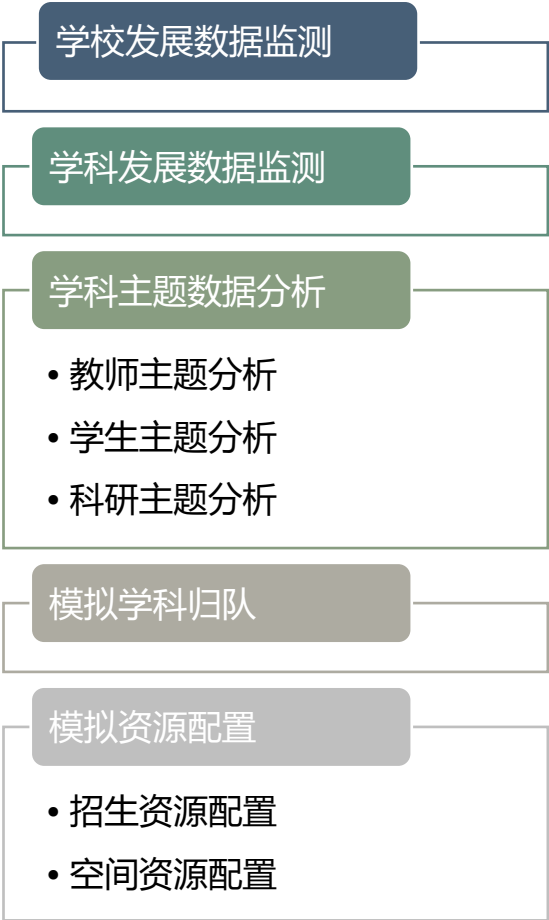 学校发展数据监测
学科发展数据监测
学科主题数据分析
• 教师主题分析
• 学生主题分析
• 科研主题分析
模拟学科归队
模拟资源配置
• 招生资源配置
• 空间资源配置